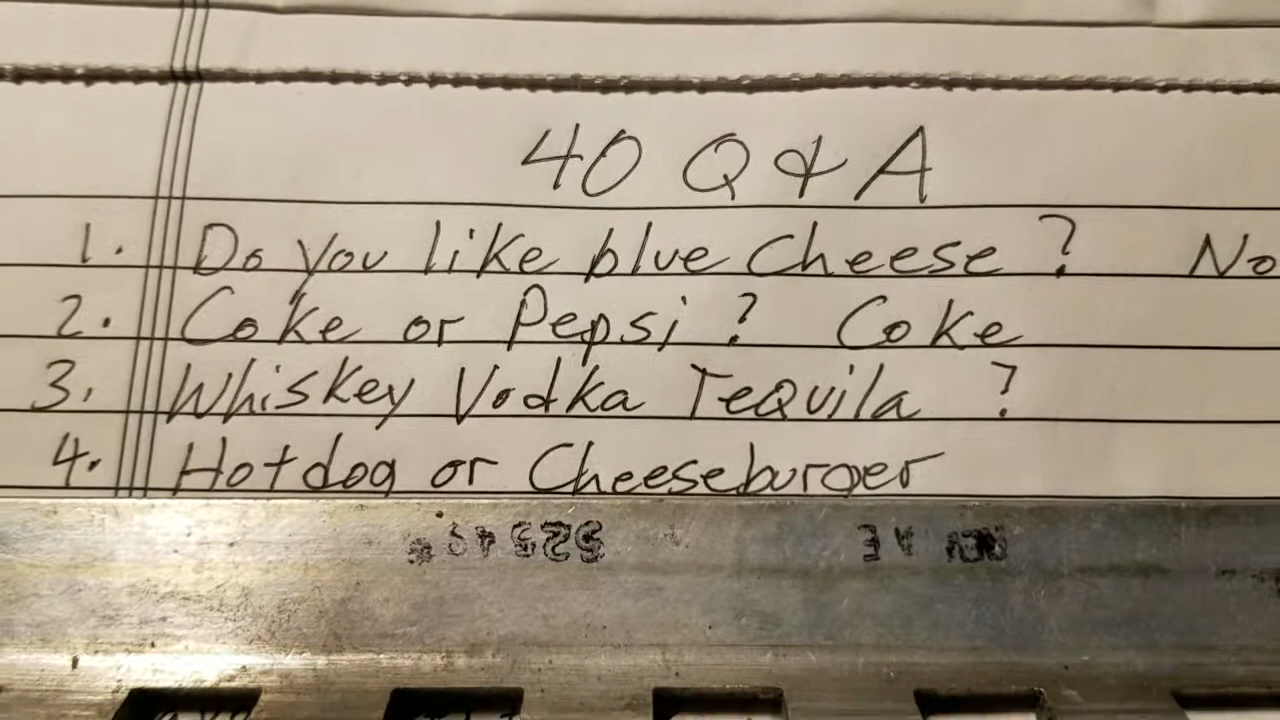 40 Q & A
1. Do you like blue Cheese? No
2. Coke or Pepsi? Coke
3. Whiskey Vodka Tequila ?
4. Hotdog or Cheeseburger